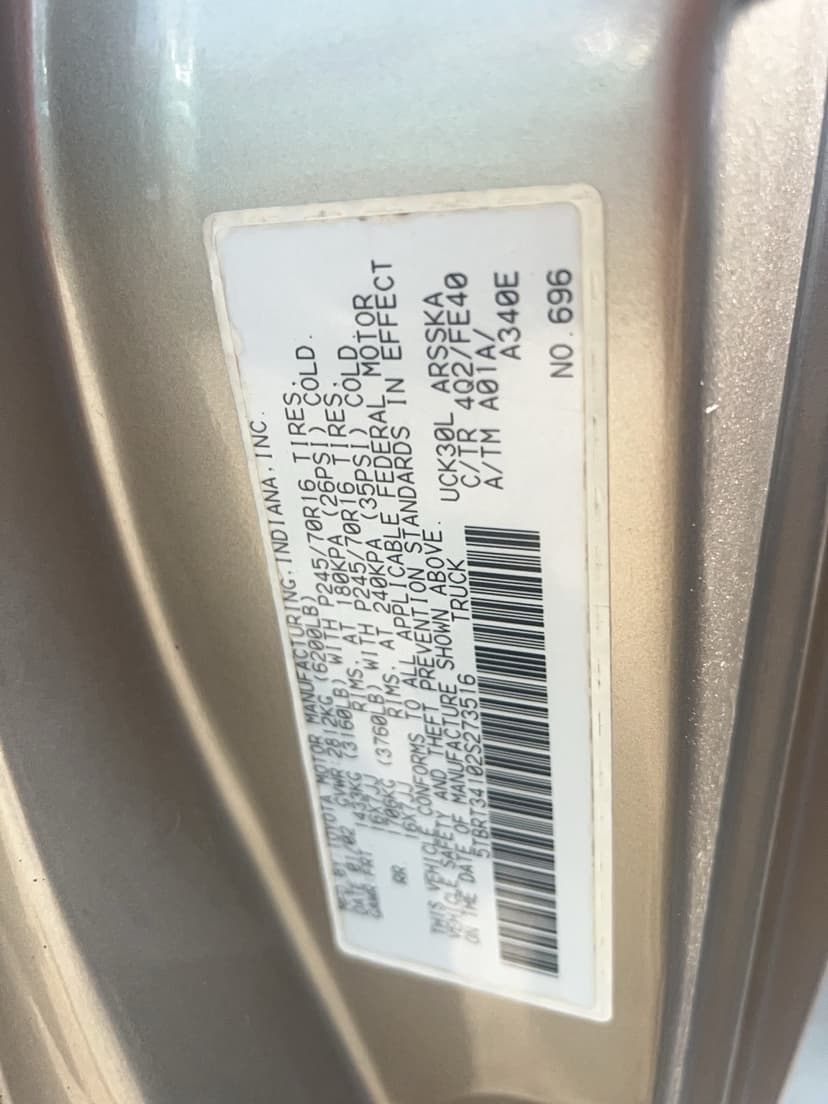 MFD BY TOYOTA MOTOR MANUFACTURING, INDIANA, INC.
DATE 01/02 GVWR 2812KG (6200LB)
GAWR FRT. 1433KG (3160LB) WITH P245/70R16 TIRES,
16X7JJ RIMS, AT 180KPA (26PSI) COLD.
RR. 1706KG (3760LB) WITH P245/70R16 TIRES,
16X7JJ RIMS, AT 240KPA (35PSI) COLD.
THIS VEHICLE CONFORMS TO ALL APPLICABLE FEDERAL MOTOR
VEHICLE SAFETY AND THEFT PREVENTION STANDARDS IN EFFECT
ON THE DATE OF MANUFACTURE SHOWN ABOVE.
5TBRT34102S273516 TRUCK
UCK30L ARSSKA
C/TR 4Q2/FE40
A/TM A01A/
A340E
NO.696